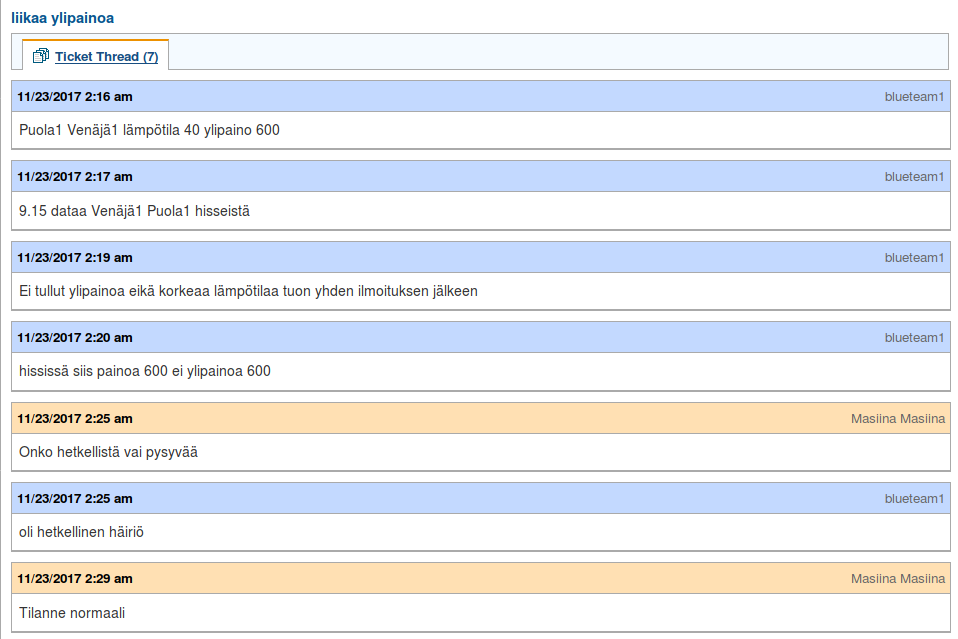 liikaa ylipainoa
Ticket Thread (7)
11/23/2017 2:16 am blueteam1
Puola1 Venäjä1 lämpötila 40 ylipaino 600
11/23/2017 2:17 am blueteam1
9.15 dataa Venäjä1 Puola1 hisseistä
11/23/2017 2:19 am blueteam1
Ei tullut ylipainoa eikä korkeaa lämpötilaa tuon yhden ilmoituksen jälkeen
11/23/2017 2:20 am blueteam1
hississä siis painoa 600 ei ylipainoa 600
11/23/2017 2:25 am Masiina Masiina
Onko hetkellistä vai pysyvää
11/23/2017 2:25 am blueteam1
oli hetkellinen häiriö
11/23/2017 2:29 am Masiina Masiina
Tilanne normaali